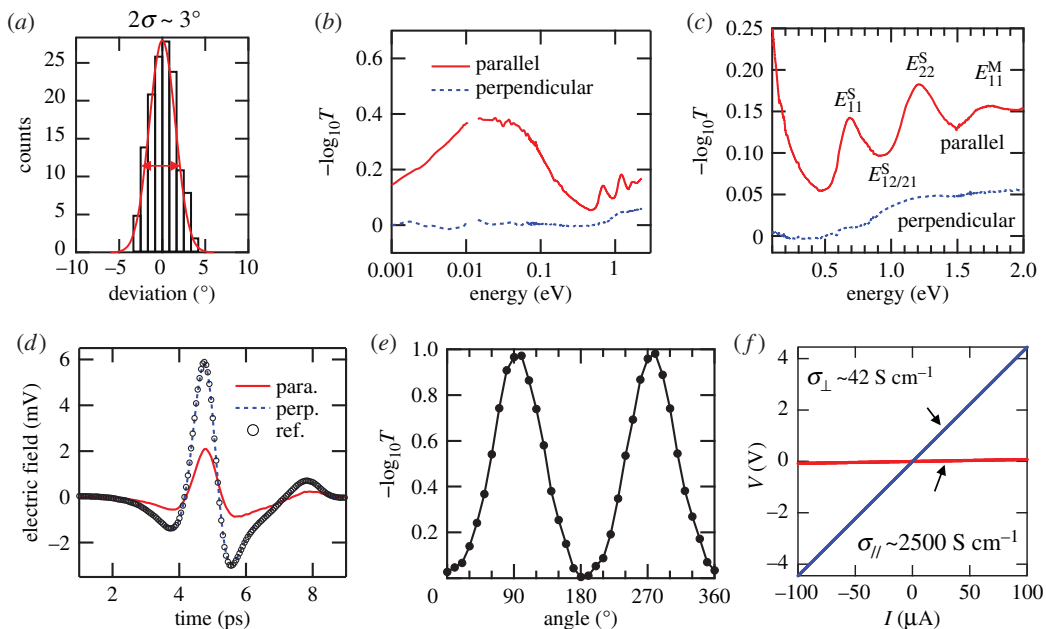 (a)
2σ ~ 3°
25
20
15
10
5
0
counts
–10
–5
0
5
10
deviation (°)
(b)
0.6
0.4
0.2
0
–log10T
parallel
perpendicular
0.001
0.01
0.1
1
energy (eV)
(c)
0.25
0.20
0.15
0.10
0.05
0
–log10T
E11S
E22S
E11M
E12/21S
parallel
perpendicular
0.5
1.0
1.5
2.0
energy (eV)
(d)
6
4
2
0
–2
electric field (mV)
para.
perp.
ref.
2
4
6
8
time (ps)
(e)
1.0
0.8
0.6
0.4
0.2
–log10T
0
90
180
270
360
angle (°)
(f)
4
2
0
–2
–4
V (V)
σ⊥ ~42 S cm–1
σ// ~2500 S cm–1
–100
–50
0
50
100
I (µA)